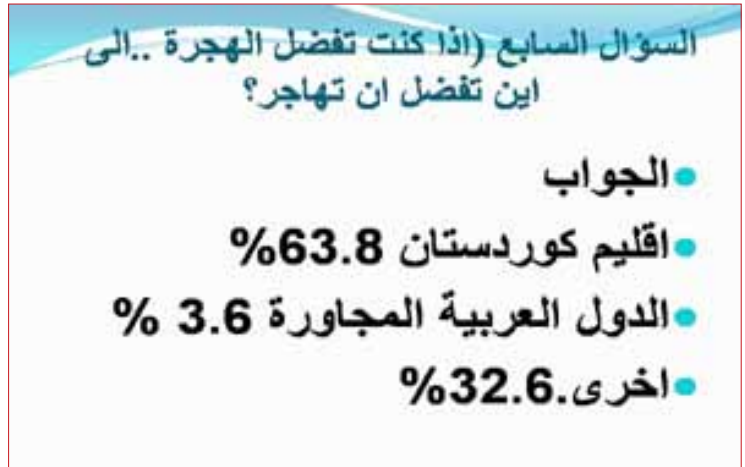 السؤال السابع (اذا كنت تفضل الهجرة ..الى
اين تفضل ان تهاجر؟
الجواب
اقليم كوردستان 63.8%
الدول العربية المجاورة 3.6 %
اخرى.32.6%